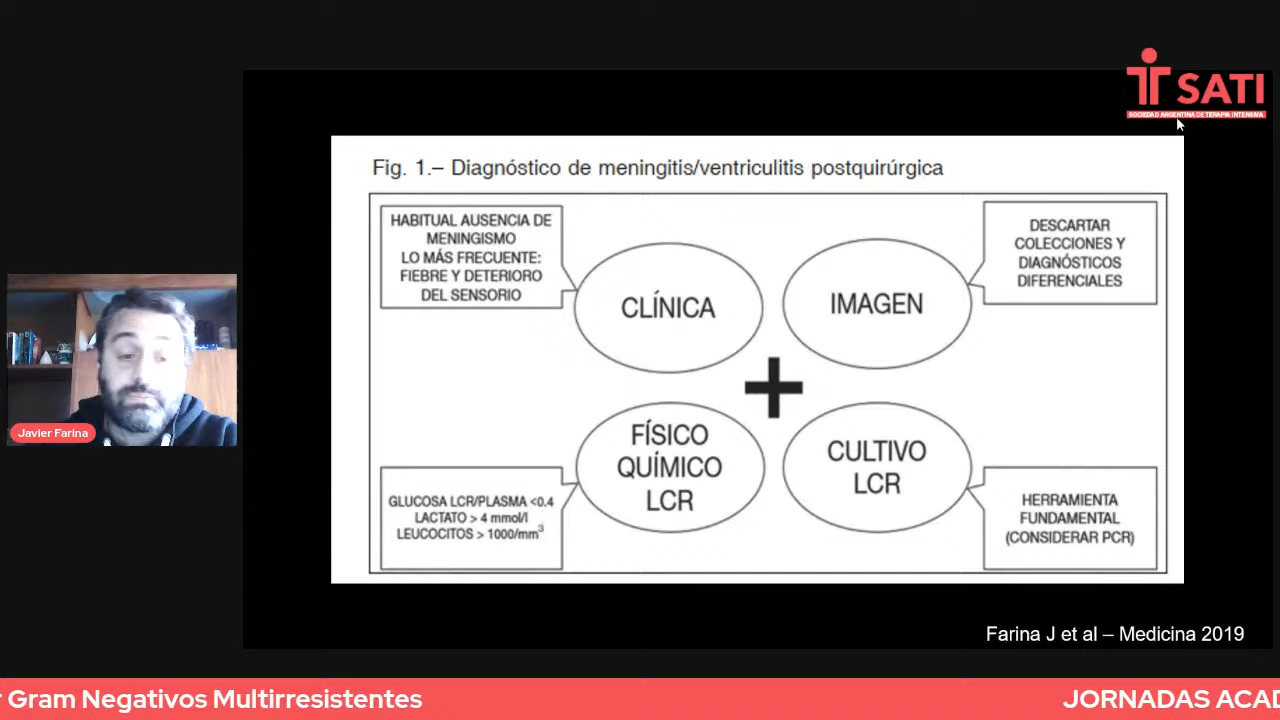 SATI
SOCIEDAD ARGENTINA DE TERAPIA INTENSIVA
Fig. 1.– Diagnóstico de meningitis/ventriculitis postquirúrgica
HABITUAL AUSENCIA DE
MENINGISMO
LO MÁS FRECUENTE:
FIEBRE Y DETERIORO
DEL SENSORIO
CLÍNICA
IMAGEN
DESCARTAR
COLECCIONES Y
DIAGNÓSTICOS
DIFERENCIALES
+
GLUCOSA LCR/PLASMA <0.4
LACTATO > 4 mmol/l
LEUCOCITOS > 1000/mm³
FÍSICO
QUÍMICO
LCR
CULTIVO
LCR
HERRAMIENTA
FUNDAMENTAL
(CONSIDERAR PCR)
Javier Farina
Farina J et al – Medicina 2019
r Gram Negativos Multirresistentes
JORNADAS ACAD